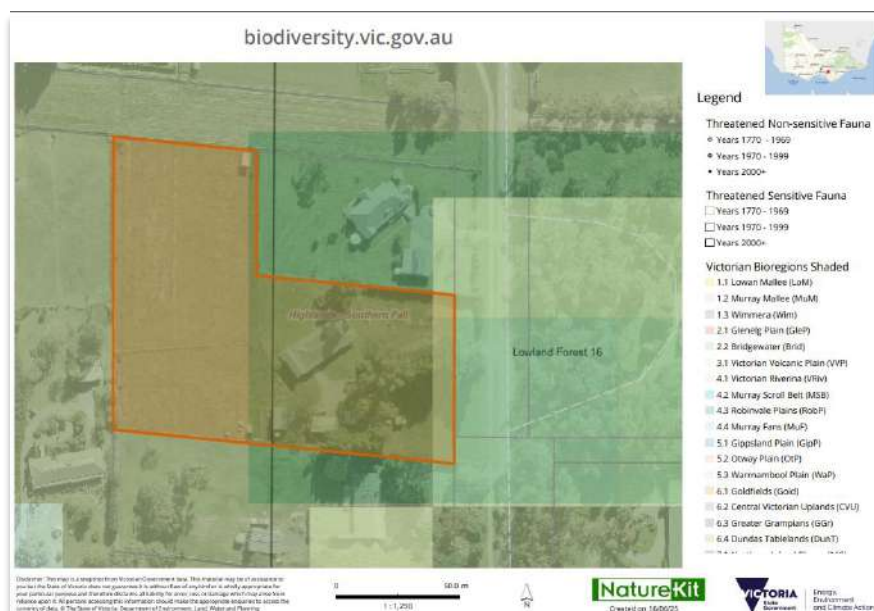 biodiversity.vic.gov.au
Legend
Threatened Non-sensitive Fauna
Years 1770 - 1969
Years 1970 - 1999
Years 2000+
Threatened Sensitive Fauna
Years 1770 - 1969
Years 1970 - 1999
Years 2000+
Victorian Bioregions Shaded
1.1 Lowan Mallee (LoM)
1.2 Murray Mallee (MuM)
1.3 Wimmera (Wim)
2.1 Glenelg Plain (GleP)
2.2 Bridgewater (Brid)
3.1 Victorian Volcanic Plain (VVP)
4.1 Victorian Riverina (VRiv)
4.2 Murray Scroll Belt (MSB)
4.3 Robinvale Plains (RobP)
4.4 Murray Fans (MuF)
5.1 Gippsland Plain (GipP)
5.2 Otway Plain (OtP)
5.3 Warrnambool Plain (WaP)
6.1 Goldfields (Gold)
6.2 Central Victorian Uplands (CVU)
6.3 Greater Grampians (GGr)
6.4 Dundas Tablelands (DunT)
Southern Fall
Lowland Forest 16
0
50.0 m
1 : 1,250
N
NatureKit
Created on 16/06/25
VICTORIA
State
Government
Energy,
Environment
and Climate Action